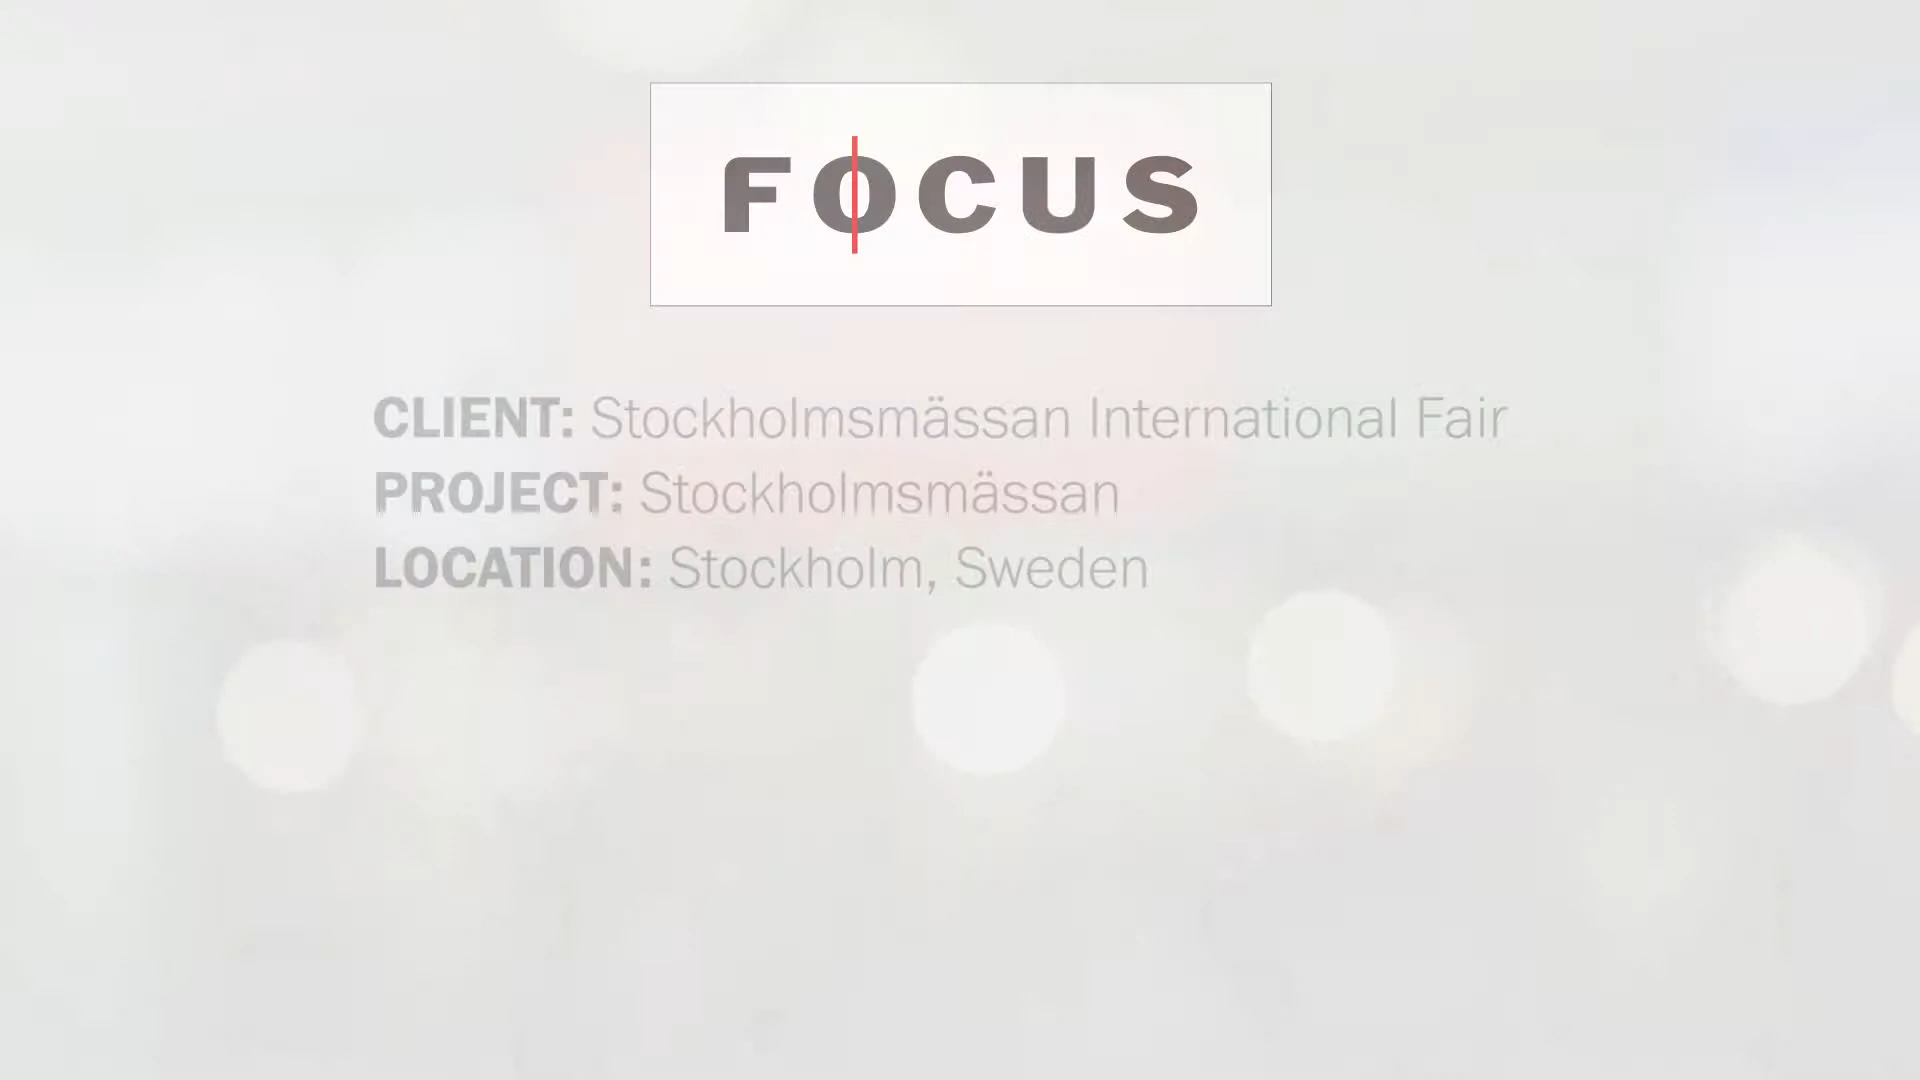 FOCUS
CLIENT: Stockholmsmässan International Fair
PROJECT: Stockholmsmässan
LOCATION: Stockholm, Sweden